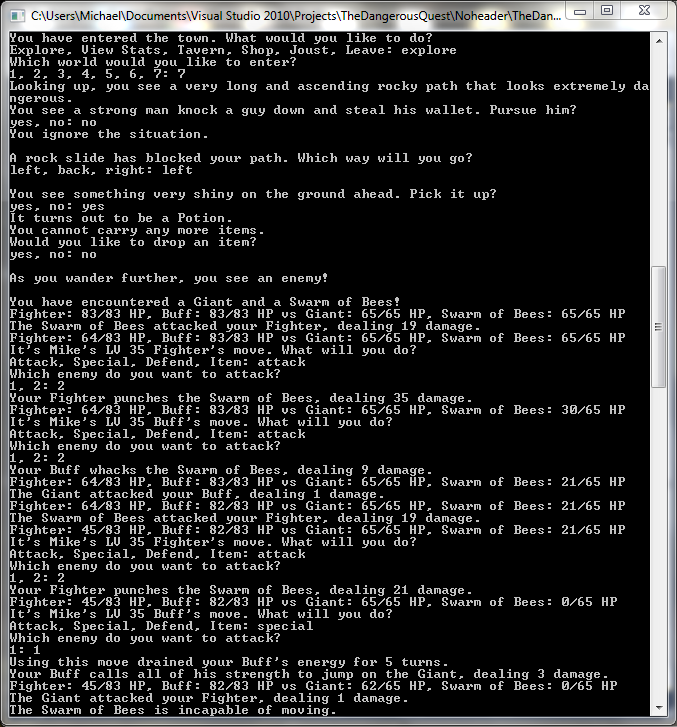 C:\Users\Michael\Documents\Visual Studio 2010\Projects\TheDangerousQuest\Noheader\TheDan...
You have entered the town. What would you like to do?
Explore, View Stats, Tavern, Shop, Joust, Leave: explore
Which world would you like to enter?
1, 2, 3, 4, 5, 6, 7: 7
Looking up, you see a very long and ascending rocky path that looks extremely da
ngerous.
You see a strong man knock a guy down and steal his wallet. Pursue him?
yes, no: no
You ignore the situation.
A rock slide has blocked your path. Which way will you go?
left, back, right: left
You see something very shiny on the ground ahead. Pick it up?
yes, no: yes
It turns out to be a Potion.
You cannot carry any more items.
Would you like to drop an item?
yes, no: no
As you wander further, you see an enemy!
You have encountered a Giant and a Swarm of Bees!
Fighter: 83/83 HP, Buff: 83/83 HP vs Giant: 65/65 HP, Swarm of Bees: 65/65 HP
The Swarm of Bees attacked your Fighter, dealing 19 damage.
Fighter: 64/83 HP, Buff: 83/83 HP vs Giant: 65/65 HP, Swarm of Bees: 65/65 HP
It's Mike's LV 35 Fighter's move. What will you do?
Attack, Special, Defend, Item: attack
Which enemy do you want to attack?
1, 2: 2
Your Fighter punches the Swarm of Bees, dealing 35 damage.
Fighter: 64/83 HP, Buff: 83/83 HP vs Giant: 65/65 HP, Swarm of Bees: 30/65 HP
It's Mike's LV 35 Buff's move. What will you do?
Attack, Special, Defend, Item: attack
Which enemy do you want to attack?
1, 2: 2
Your Buff whacks the Swarm of Bees, dealing 9 damage.
Fighter: 64/83 HP, Buff: 83/83 HP vs Giant: 65/65 HP, Swarm of Bees: 21/65 HP
The Giant attacked your Buff, dealing 1 damage.
Fighter: 64/83 HP, Buff: 82/83 HP vs Giant: 65/65 HP, Swarm of Bees: 21/65 HP
The Swarm of Bees attacked your Fighter, dealing 19 damage.
Fighter: 45/83 HP, Buff: 82/83 HP vs Giant: 65/65 HP, Swarm of Bees: 21/65 HP
It's Mike's LV 35 Fighter's move. What will you do?
Attack, Special, Defend, Item: attack
Which enemy do you want to attack?
1, 2: 2
Your Fighter punches the Swarm of Bees, dealing 21 damage.
Fighter: 45/83 HP, Buff: 82/83 HP vs Giant: 65/65 HP, Swarm of Bees: 0/65 HP
It's Mike's LV 35 Buff's move. What will you do?
Attack, Special, Defend, Item: special
Which enemy do you want to attack?
1: 1
Using this move drained your Buff's energy for 5 turns.
Your Buff calls all of his strength to jump on the Giant, dealing 3 damage.
Fighter: 45/83 HP, Buff: 82/83 HP vs Giant: 62/65 HP, Swarm of Bees: 0/65 HP
The Giant attacked your Fighter, dealing 1 damage.
The Swarm of Bees is incapable of moving.